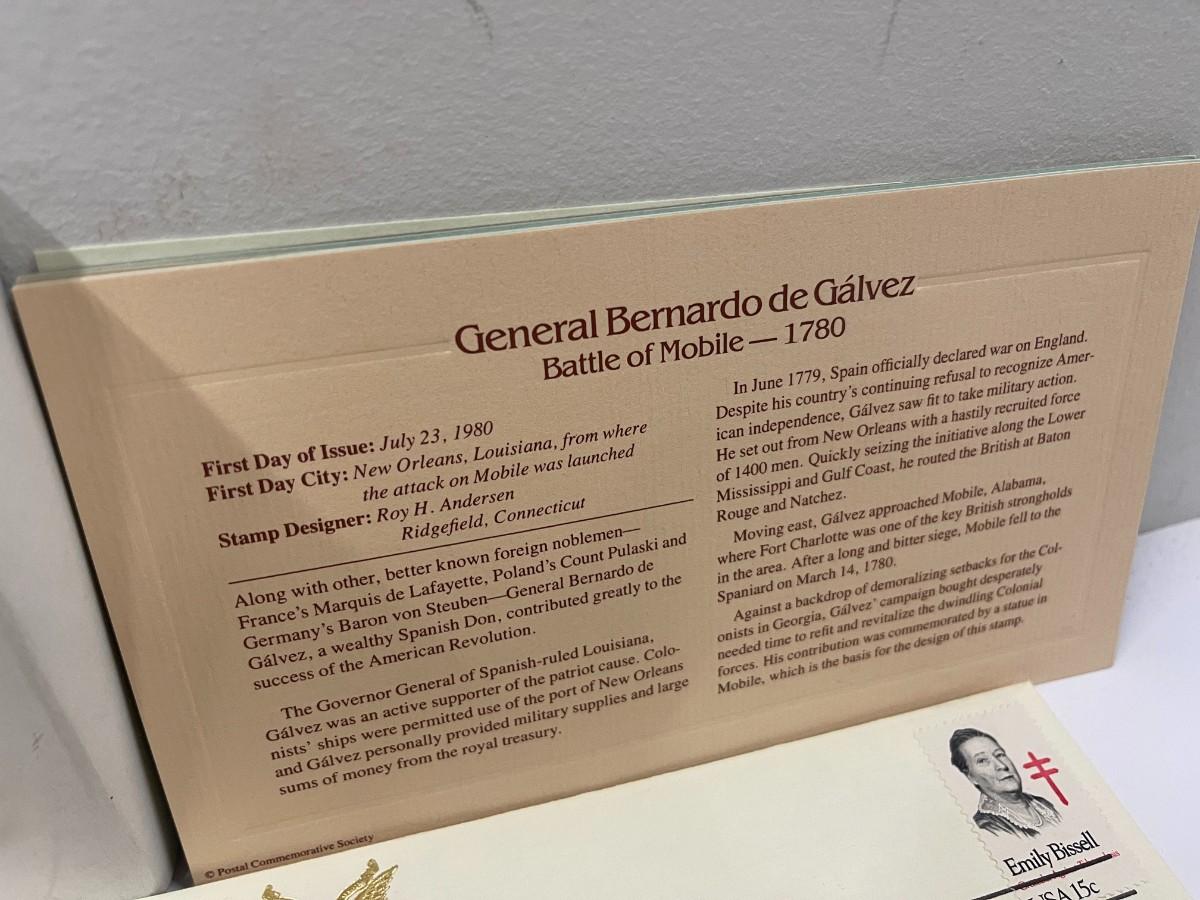 General Bernardo de Gálvez
Battle of Mobile — 1780
First Day of Issue: July 23, 1980
First Day City: New Orleans, Louisiana, from where
the attack on Mobile was launched
Stamp Designer: Roy H. Andersen
Ridgefield, Connecticut
Along with other, better known foreign noblemen—
France's Marquis de Lafayette, Poland's Count Pulaski and
Germany's Baron von Steuben—General Bernardo de
Gálvez, a wealthy Spanish Don, contributed greatly to the
success of the American Revolution.
The Governor General of Spanish-ruled Louisiana,
Gálvez was an active supporter of the patriot cause. Colo-
nists' ships were permitted use of the port of New Orleans
and Gálvez personally provided military supplies and large
sums of money from the royal treasury.
In June 1779, Spain officially declared war on England.
Despite his country's continuing refusal to recognize Amer-
ican independence, Gálvez saw fit to take military action.
He set out from New Orleans with a hastily recruited force
of 1400 men. Quickly seizing the initiative along the Lower
Mississippi and Gulf Coast, he routed the British at Baton
Rouge and Natchez.
Moving east, Gálvez approached Mobile, Alabama,
where Fort Charlotte was one of the key British strongholds
in the area. After a long and bitter siege, Mobile fell to the
Spaniard on March 14, 1780.
Against a backdrop of demoralizing setbacks for the Col-
onists in Georgia, Gálvez' campaign bought desperately
needed time to refit and revitalize the dwindling Colonial
forces. His contribution was commemorated by a statue in
Mobile, which is the basis for the design of this stamp.
© Postal Commemorative Society
Emily Bissell
USA 15c